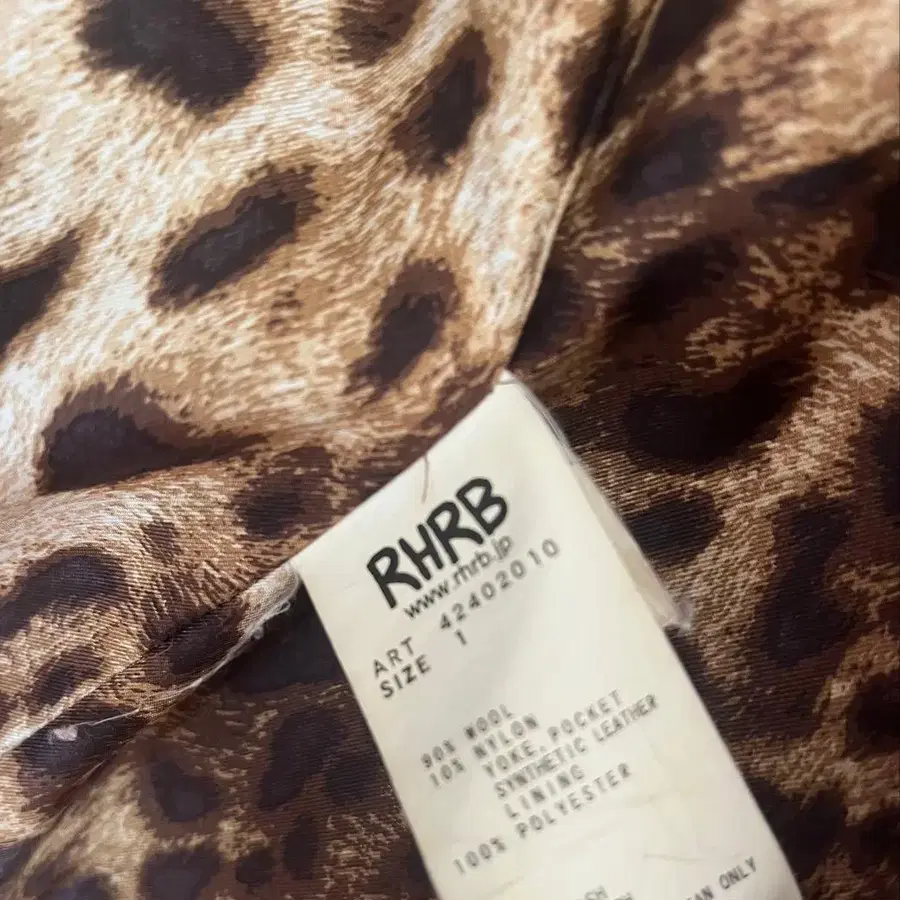 RHRB
www.rhrb.jp
ART 42402010
SIZE 1
90% WOOL
10% NYLON
YOKE, POCKET
SYNTHETIC LEATHER
LINING
100% POLYESTER
ONLY